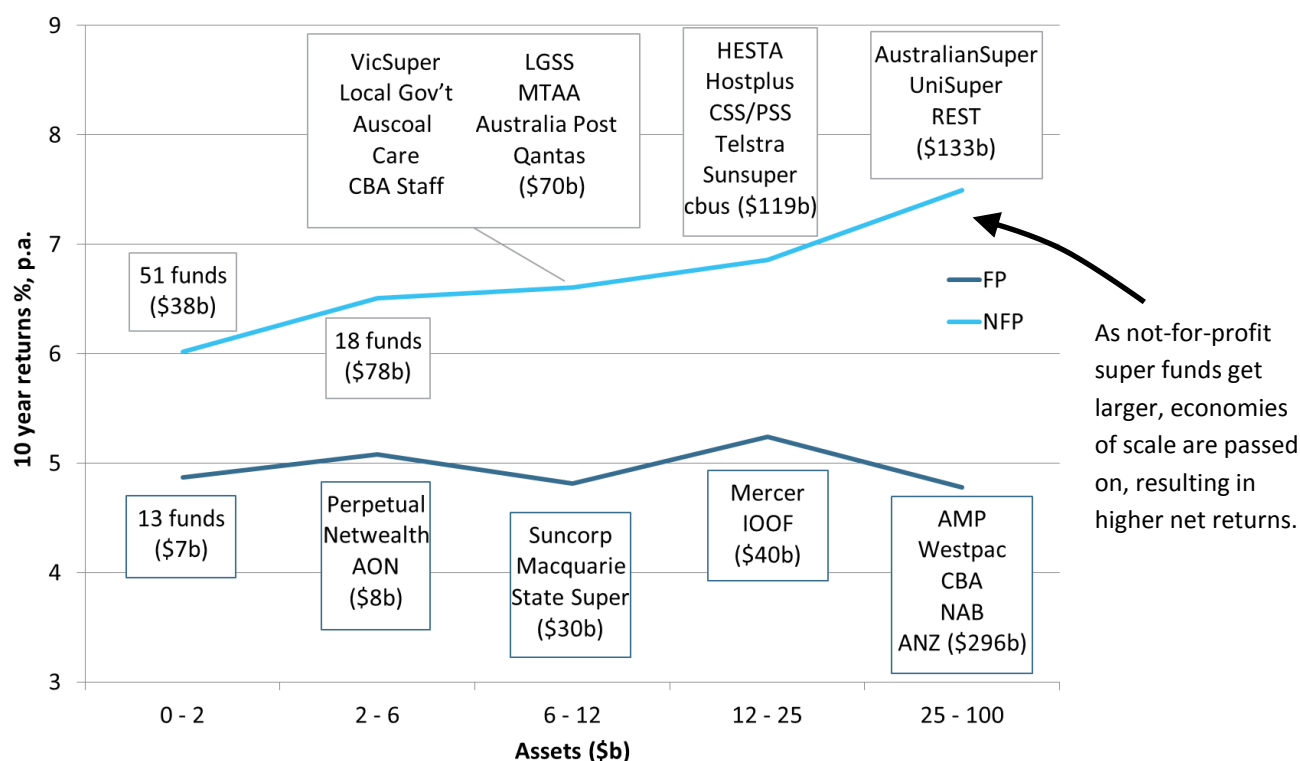 9
8
7
6
5
4
3
10 year returns %, p.a.
VicSuper
Local Gov't
Auscoal
Care
CBA Staff
LGSS
MTAA
Australia Post
Qantas
($70b)
HESTA
Hostplus
CSS/PSS
Telstra
Sunsuper
cbus ($119b)
AustralianSuper
UniSuper
REST
($133b)
51 funds
($38b)
18 funds
($78b)
FP
NFP
As not-for-profit
super funds get
larger, economies
of scale are passed
on, resulting in
higher net returns.
13 funds
($7b)
Perpetual
Netwealth
AON
($8b)
Suncorp
Macquarie
State Super
($30b)
Mercer
IOOF
($40b)
AMP
Westpac
CBA
NAB
ANZ ($296b)
0 - 2
2 - 6
6 - 12
12 - 25
25 - 100
Assets ($b)